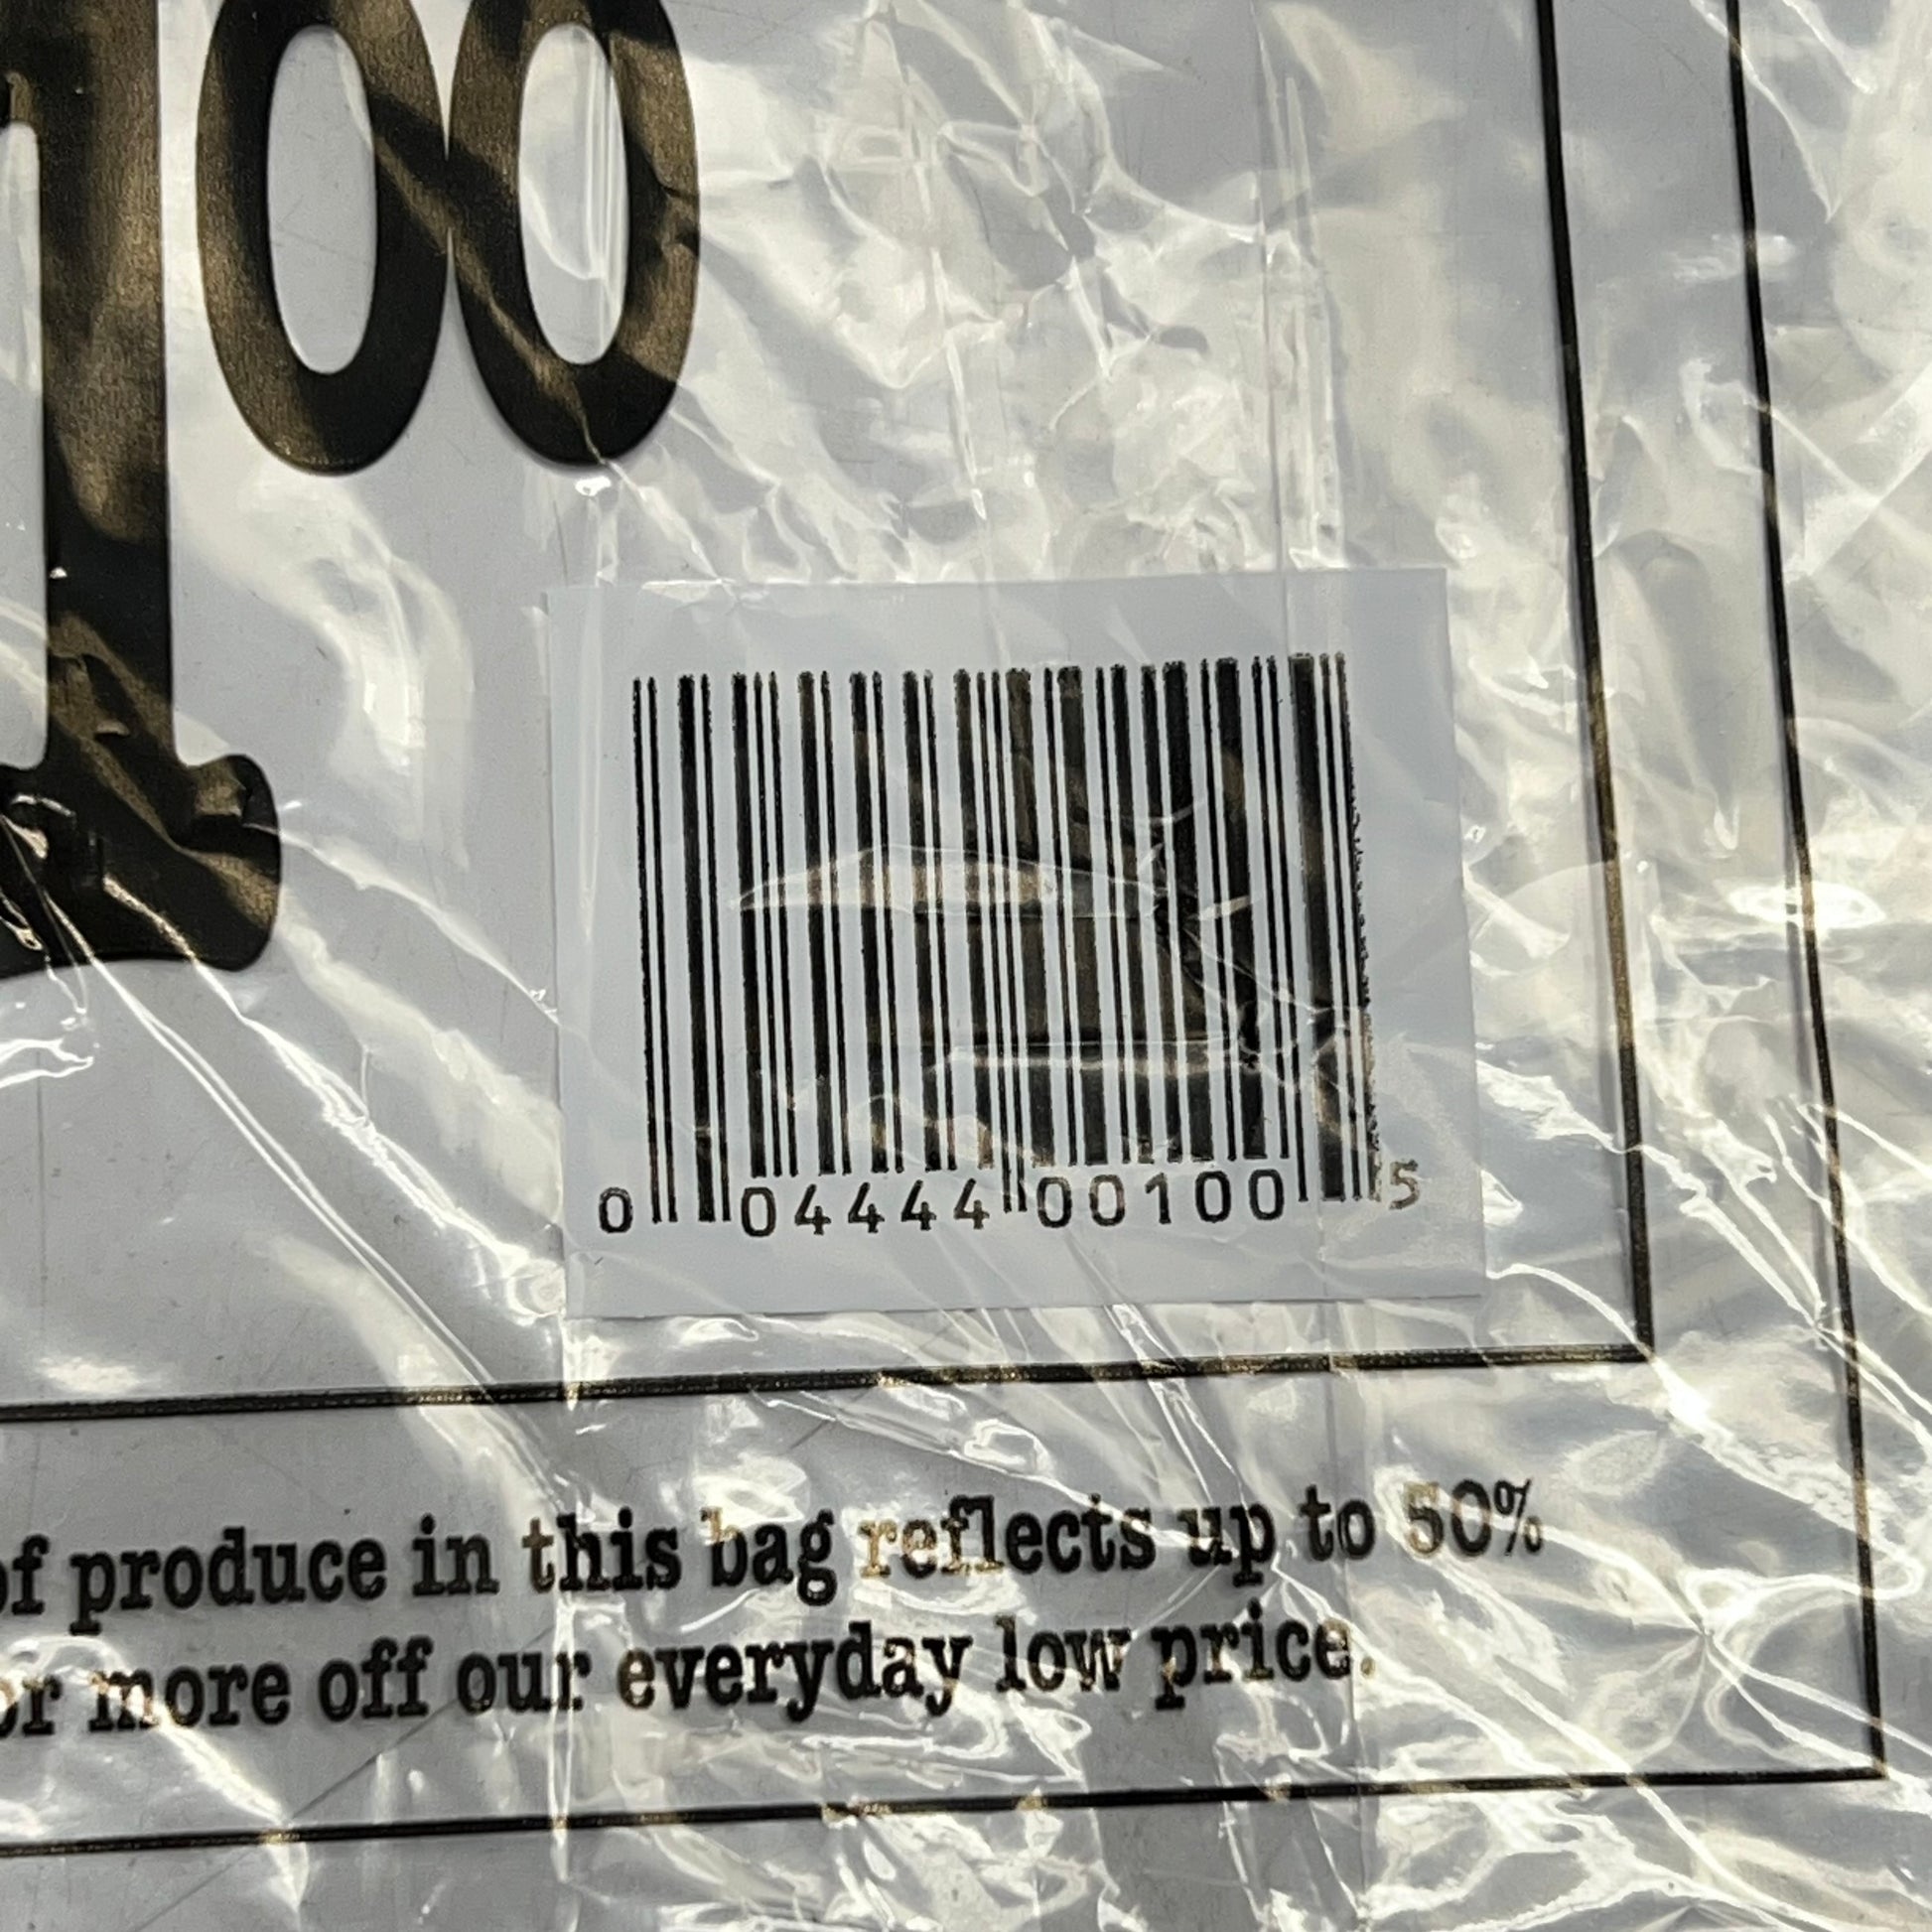 100
0 04444 00100 5
of produce in this bag reflects up to 50%
or more off our everyday low price.